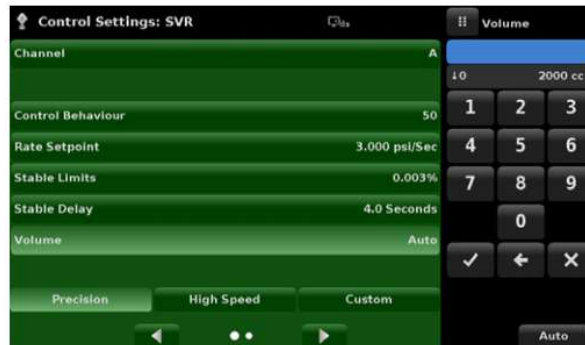 Control Settings: SVR
Channel A
Control Behaviour 50
Rate Setpoint 3.000 psi/Sec
Stable Limits 0.003%
Stable Delay 4.0 Seconds
Volume Auto
Precision High Speed Custom
Volume
↓0 2000 cc
1 2 3
4 5 6
7 8 9
0
Auto